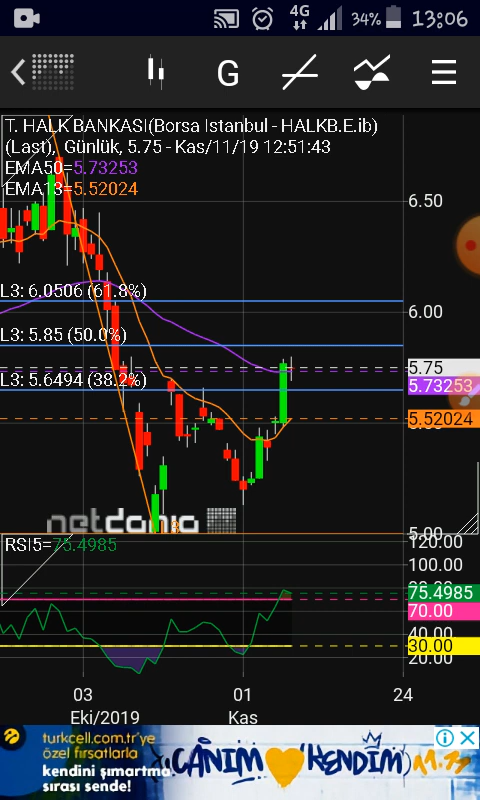 4G 34% 13:06
G
T. HALK BANKASI(Borsa Istanbul - HALKB.E.ib)
(Last), Günlük, 5.75 - Kas/11/19 12:51:43
EMA50=5.73253
EMA13=5.52024
6.50
L3: 6.0506 (61.8%)
6.00
L3: 5.85 (50.0%)
5.75
L3: 5.6494 (38.2%)
5.73253
5.52024
netdania
5.00
RSI5=75.4985
120.00
100.00
75.4985
70.00
40.00
30.00
20.00
03 01 24
Eki/2019 Kas
turkcell.com.tr'ye
özel fırsatlarla
kendini şımartma
sırası sende!
CANIM KENDİM